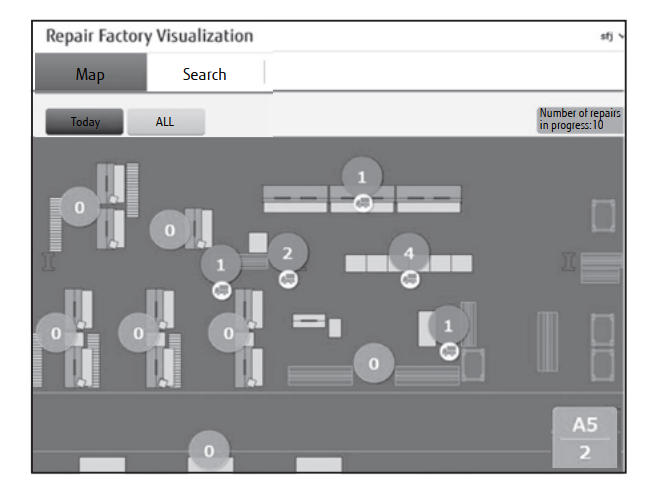 Repair Factory Visualization
sfj
Map
Search
Today
ALL
Number of repairs
in progress:10
1
0
0
1
2
4
0
0
0
1
0
0
A5
2